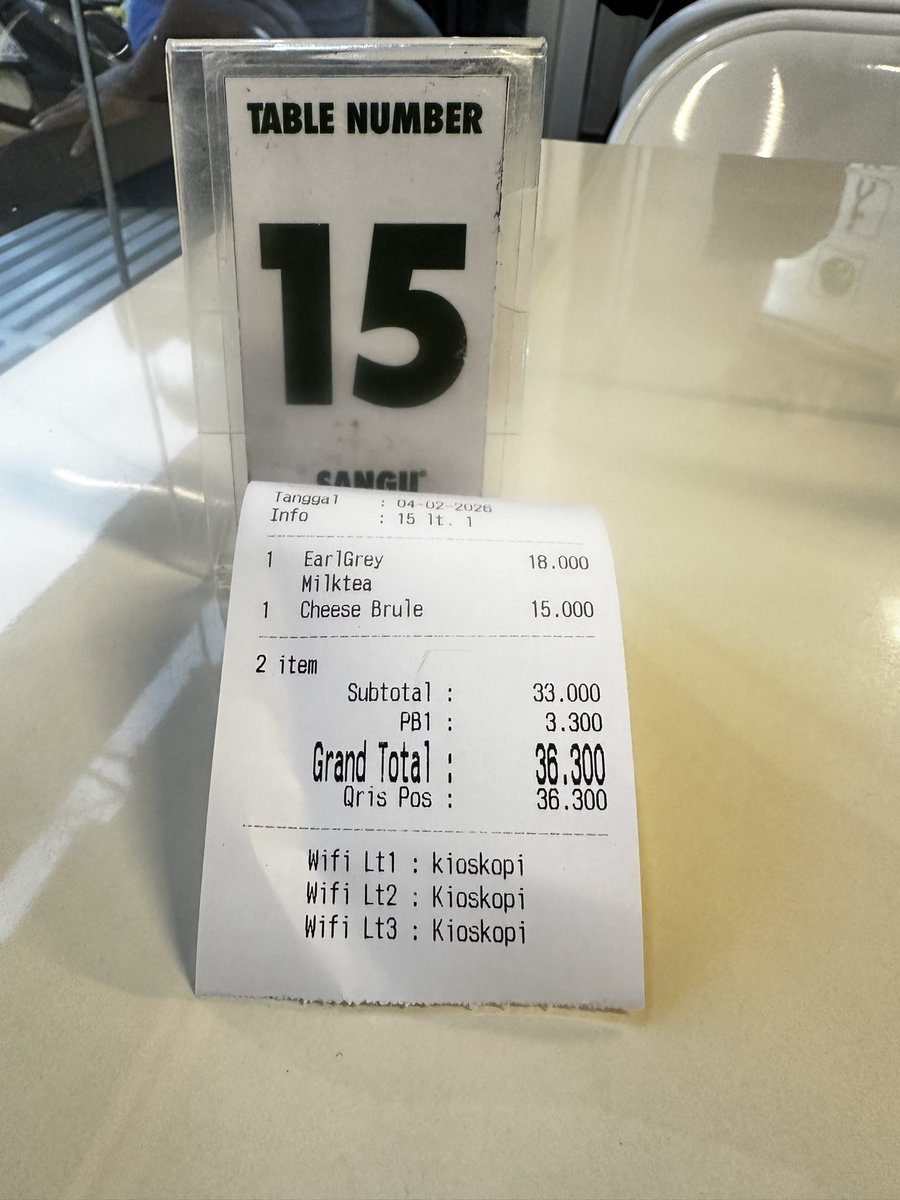 TABLE NUMBER
15
SANGU
Tanggal : 04-02-2026
Info : 15 lt. 1
1 EarlGrey 18.000
Milktea
1 Cheese Brule 15.000
2 item
Subtotal : 33.000
PB1 : 3.300
Grand Total : 36.300
Qris Pos : 36.300
Wifi Lt1 : kioskopi
Wifi Lt2 : Kioskopi
Wifi Lt3 : Kioskopi